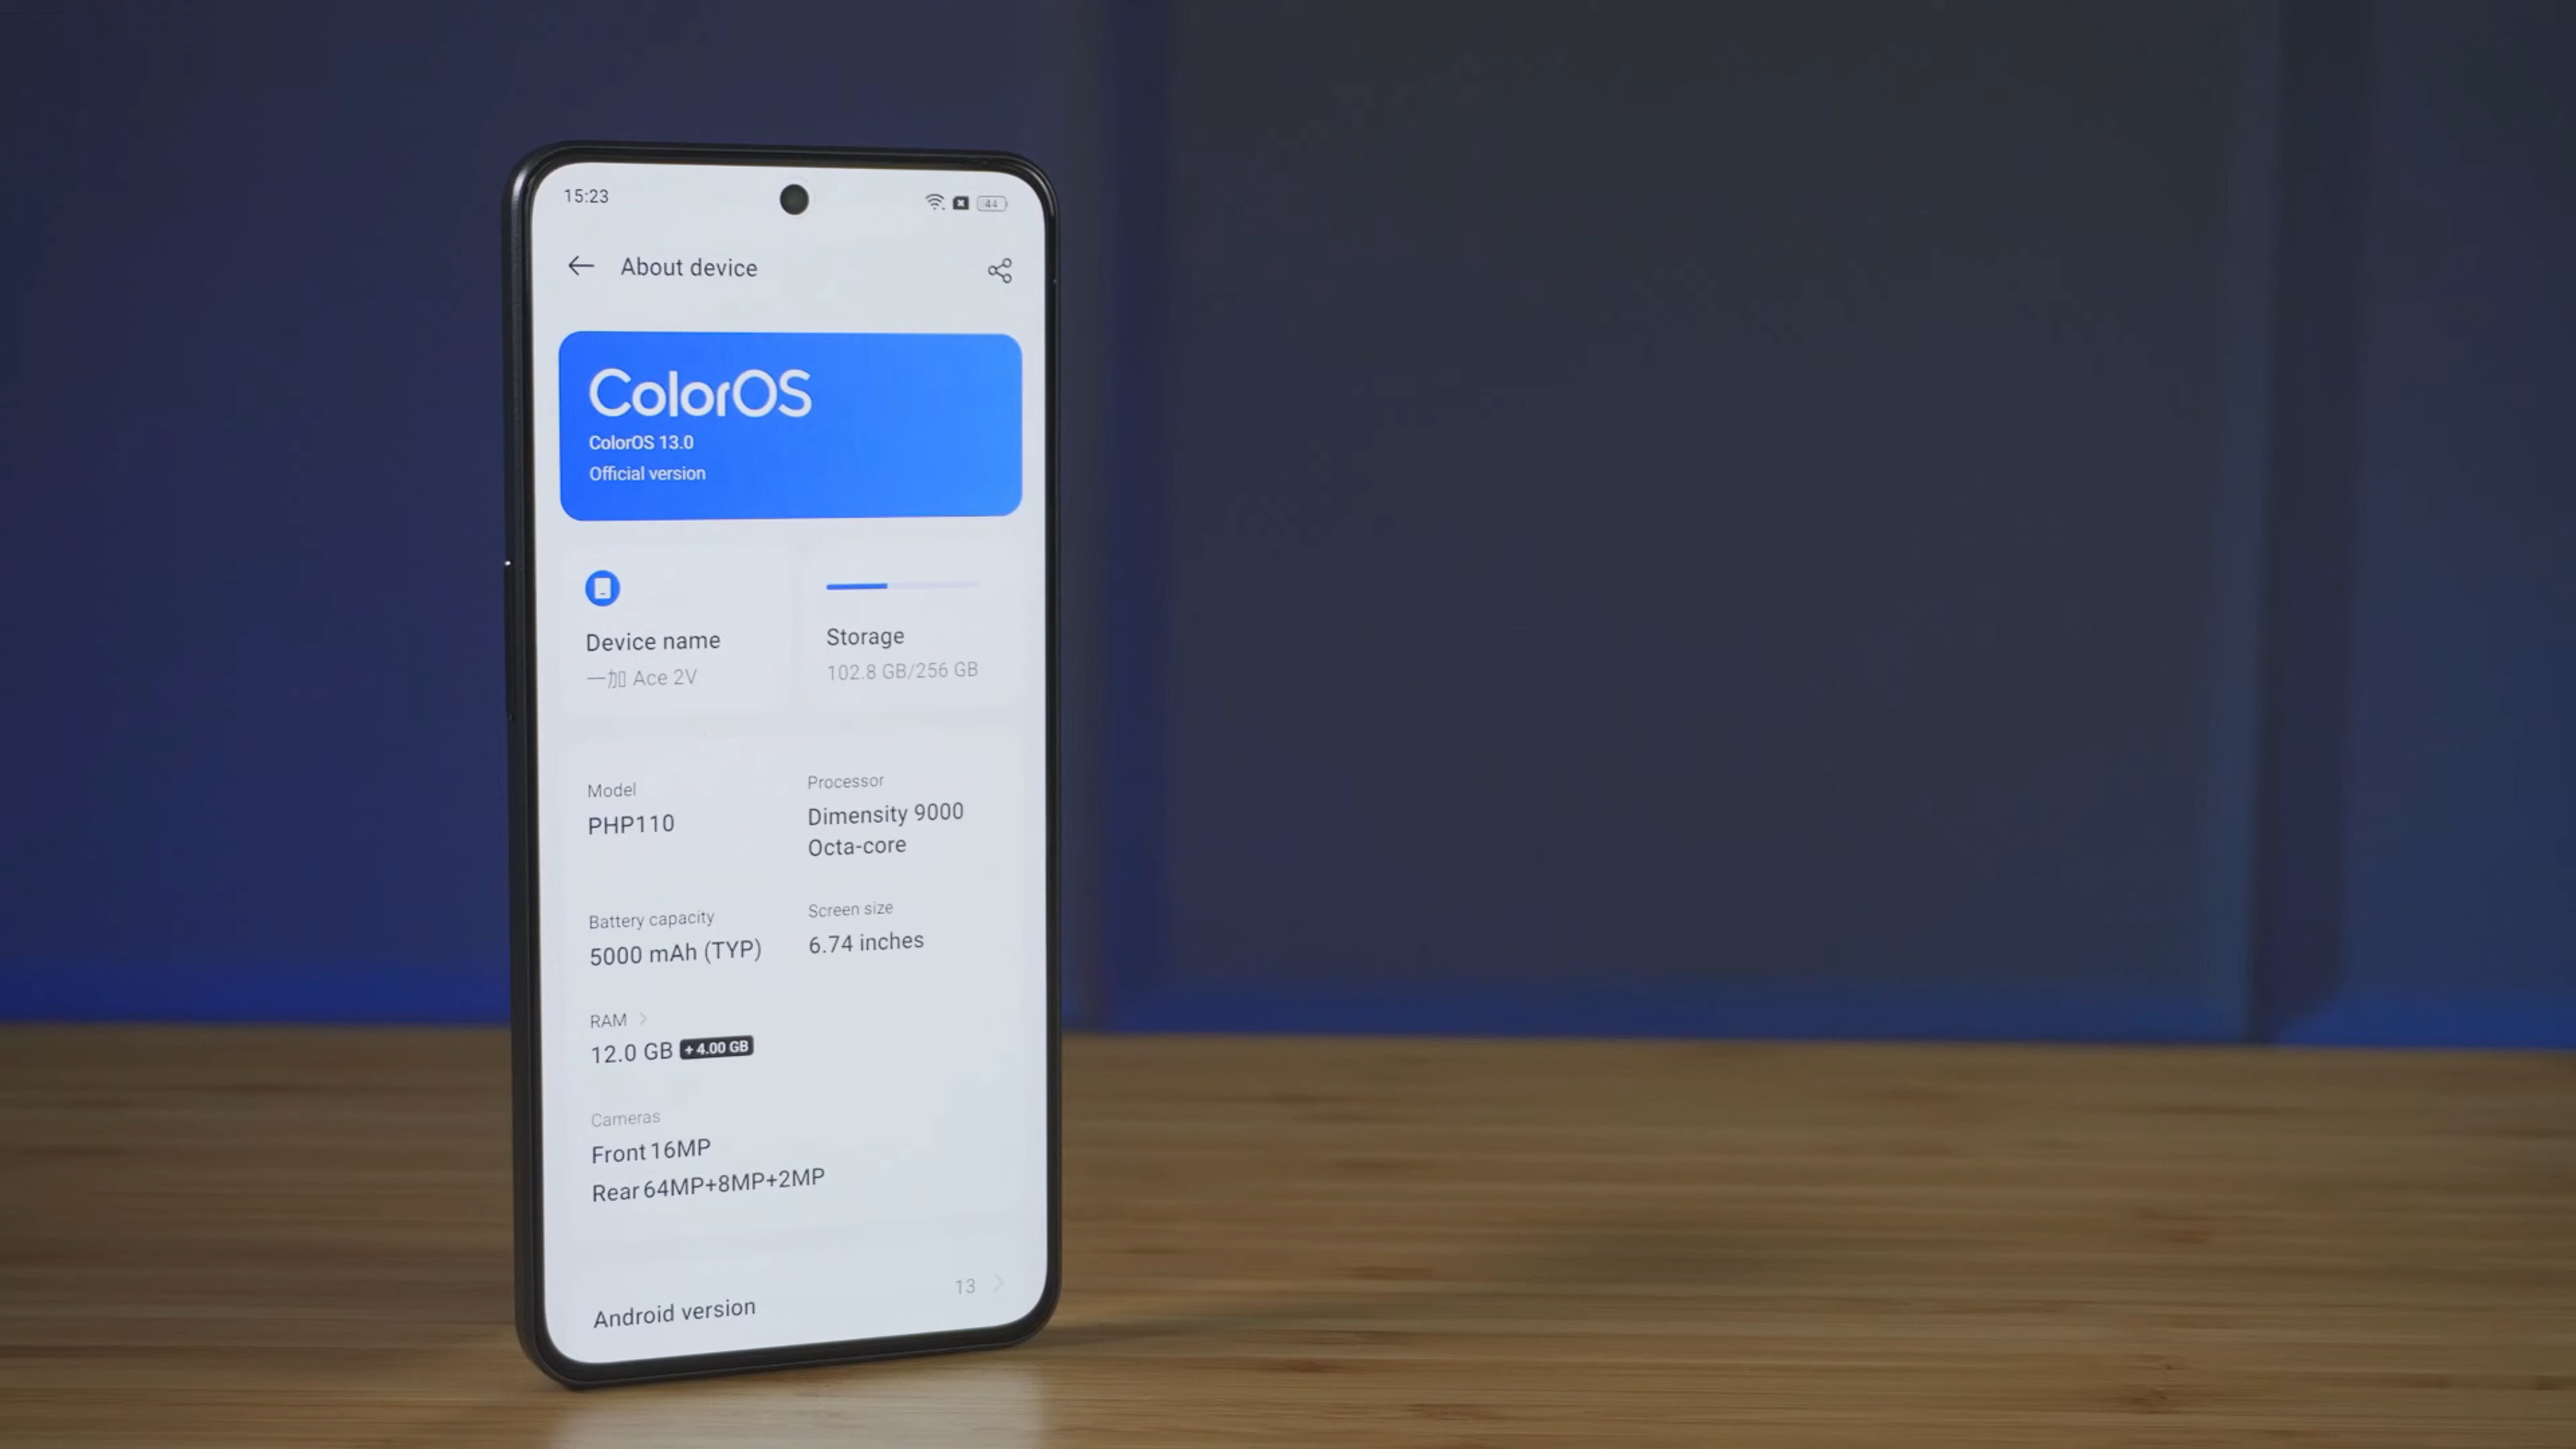 15:23
44
About device
ColorOS
ColorOS 13.0
Official version
Device name
一加 Ace 2V
Storage
102.8 GB/256 GB
Model
PHP110
Processor
Dimensity 9000
Octa-core
Battery capacity
5000 mAh (TYP)
Screen size
6.74 inches
RAM
12.0 GB + 4.00 GB
Cameras
Front 16MP
Rear 64MP+8MP+2MP
Android version
13